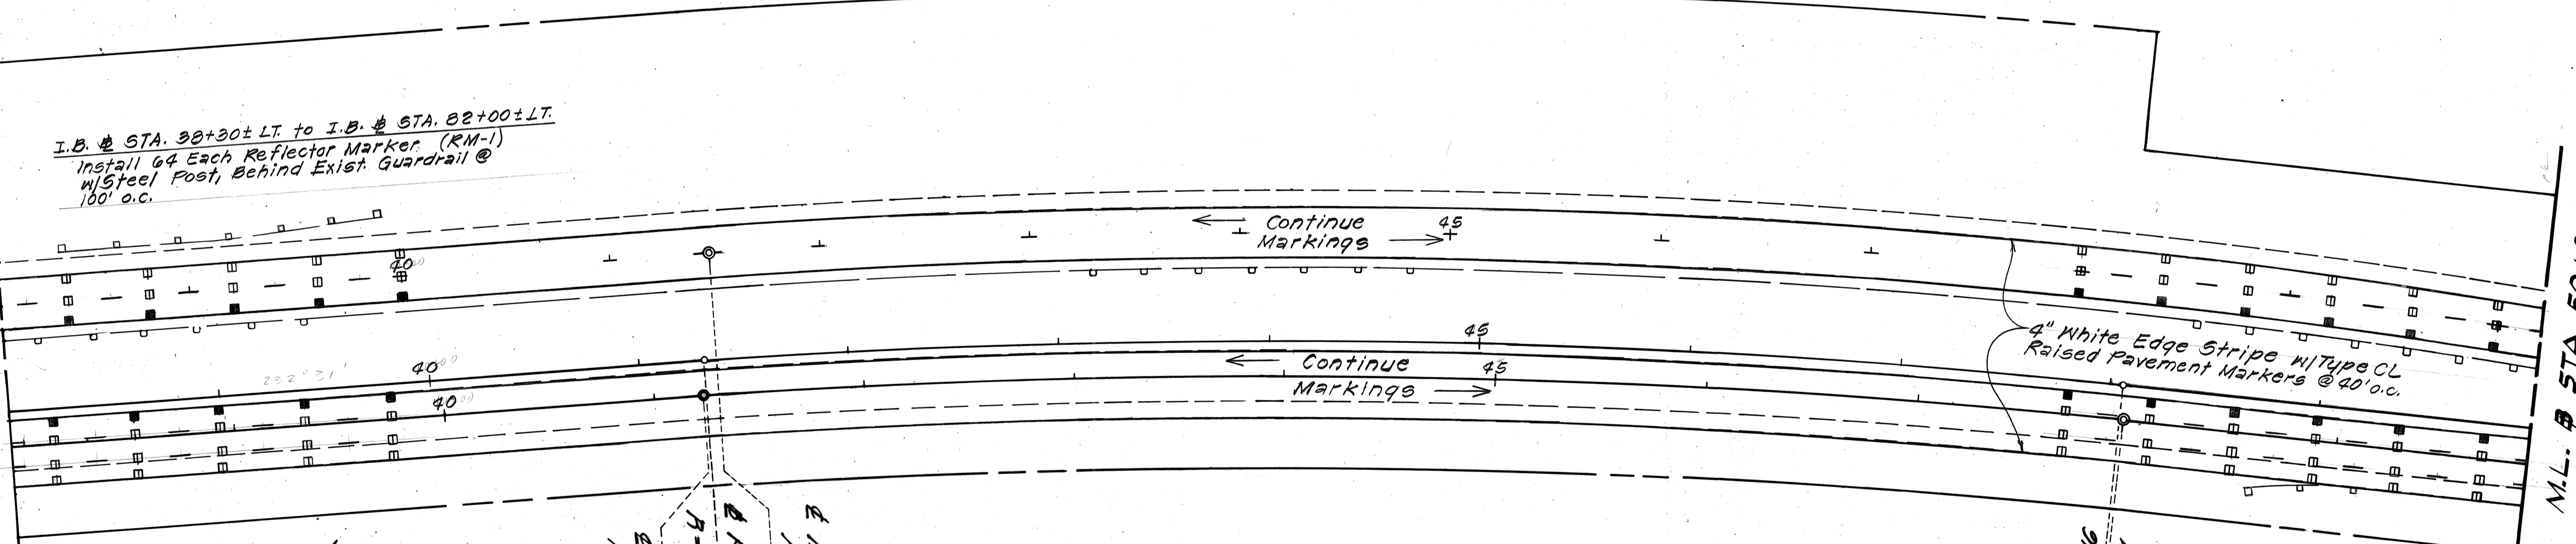 I.B. ⅊ STA. 38+30± LT. to I.B. ⅊ STA. 82+00± LT.
Install 64 Each Reflector Marker (RM-1)
w/Steel Post, Behind Exist. Guardrail @
100' o.c.
40
Continue
Markings
45
40
40
45
Continue
45
Markings
4" White Edge Stripe w/Type CL
Raised Pavement Markers @ 40' o.c.
M.L. ⅊ STA.